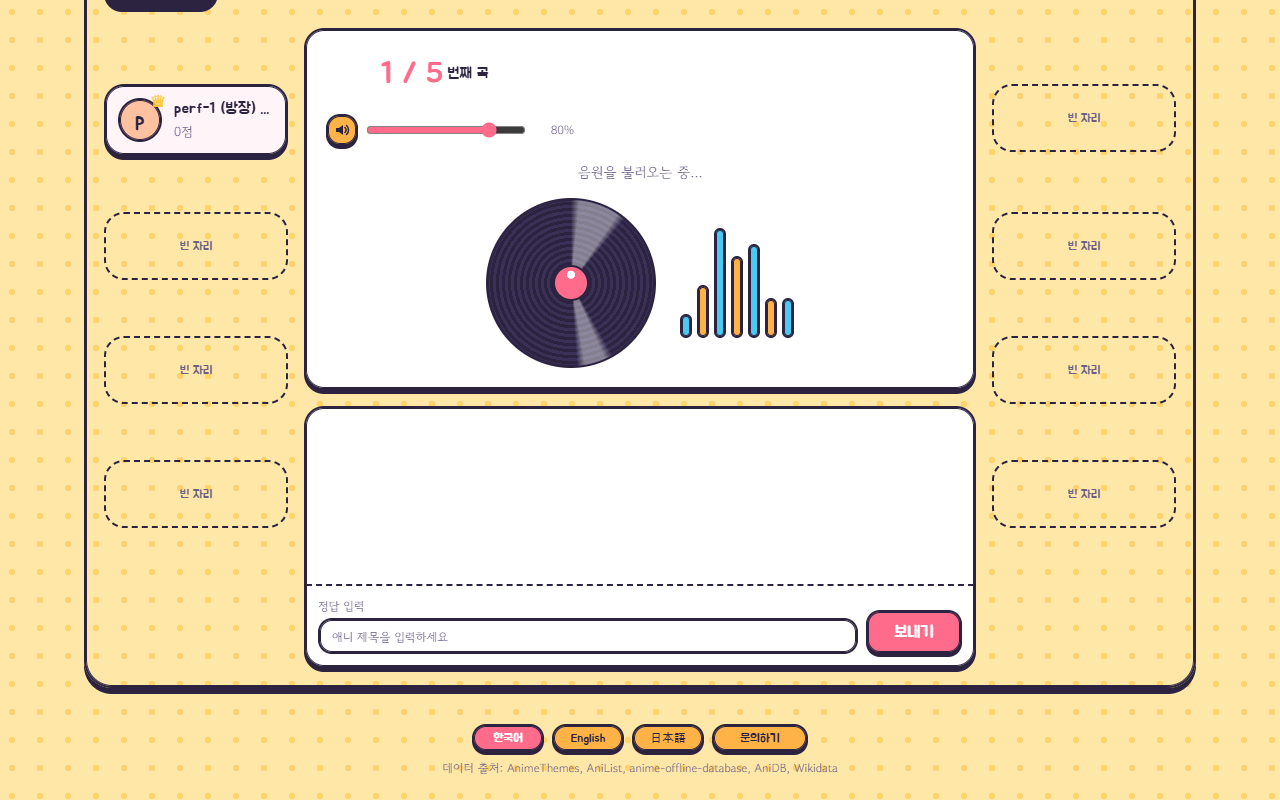 1 / 5 번째 곡
P
perf-1 (방장) ...
0점
80%
음원을 불러오는 중...
빈 자리
빈 자리
빈 자리
빈 자리
빈 자리
빈 자리
빈 자리
정답 입력
애니 제목을 입력하세요
보내기
한국어
English
日本語
문의하기
데이터 출처: AnimeThemes, AniList, anime-offline-database, AniDB, Wikidata